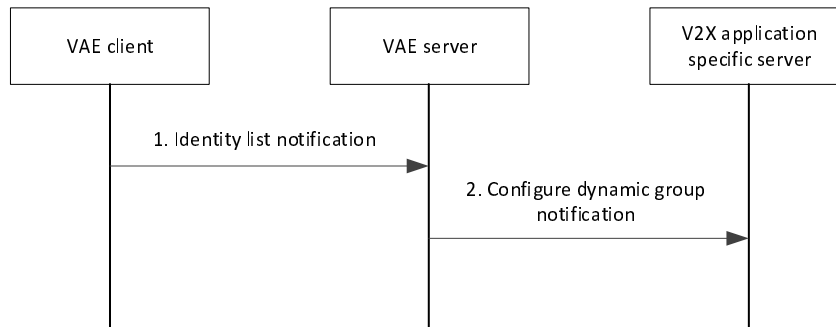 VAE client
VAE server
V2X application
specific server
1. Identity list notification
2. Configure dynamic group
notification